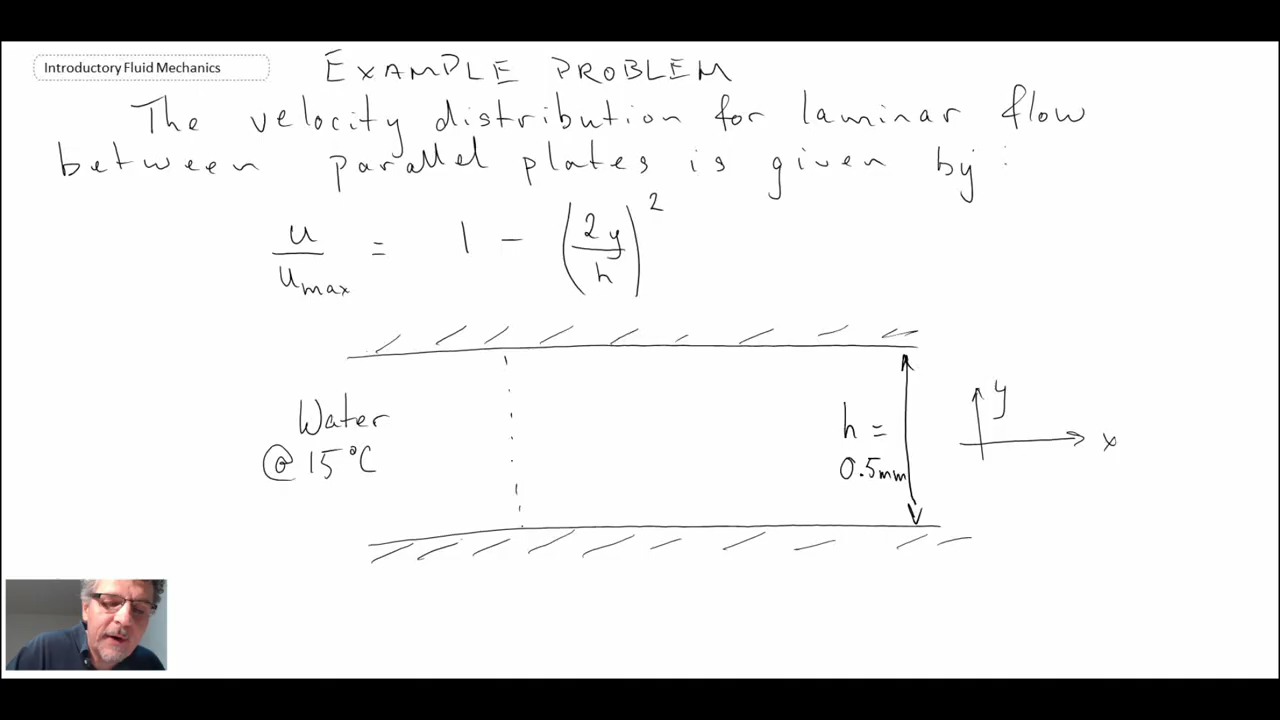 Introductory Fluid Mechanics
EXAMPLE PROBLEM
The velocity distribution for laminar flow
between parallel plates is given by :
u/u_max = 1 - (2y/h)^2
Water
@ 15°C
h =
0.5mm
y
x